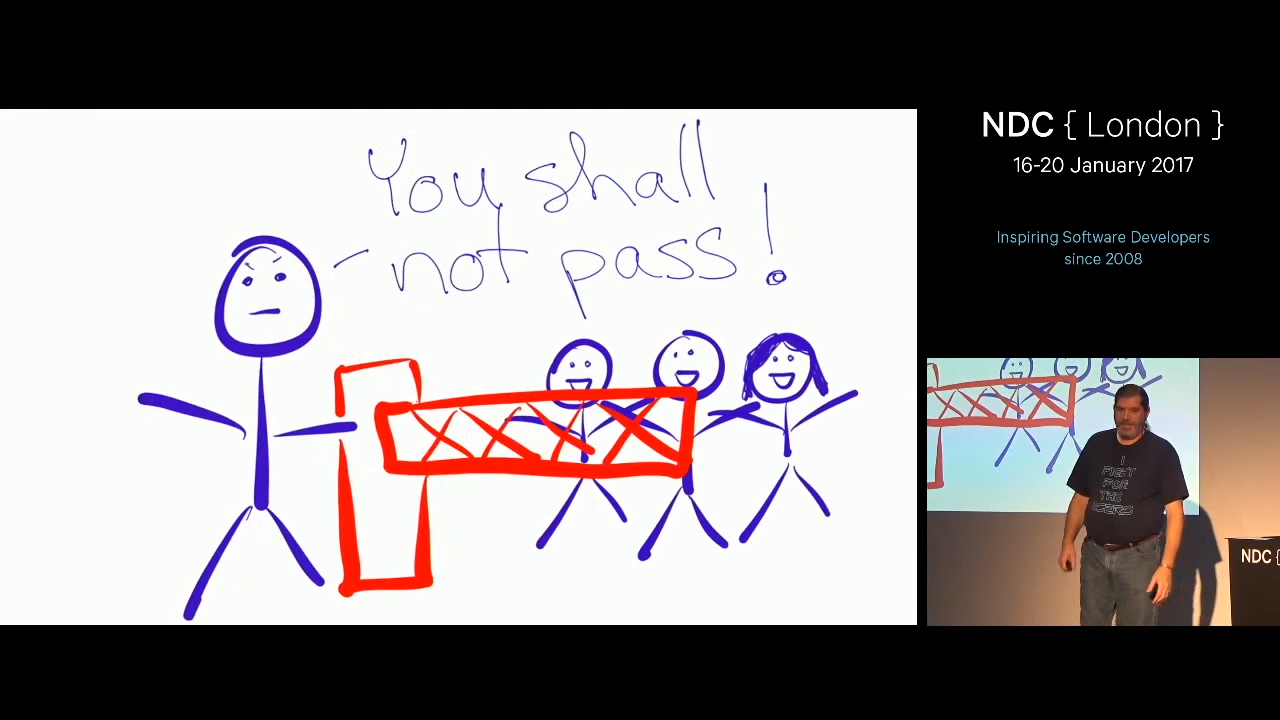 You shall
not pass!
NDC { London }
16-20 January 2017
Inspiring Software Developers
since 2008
I
FIGHT
FOR
THE
USERS
NDC {